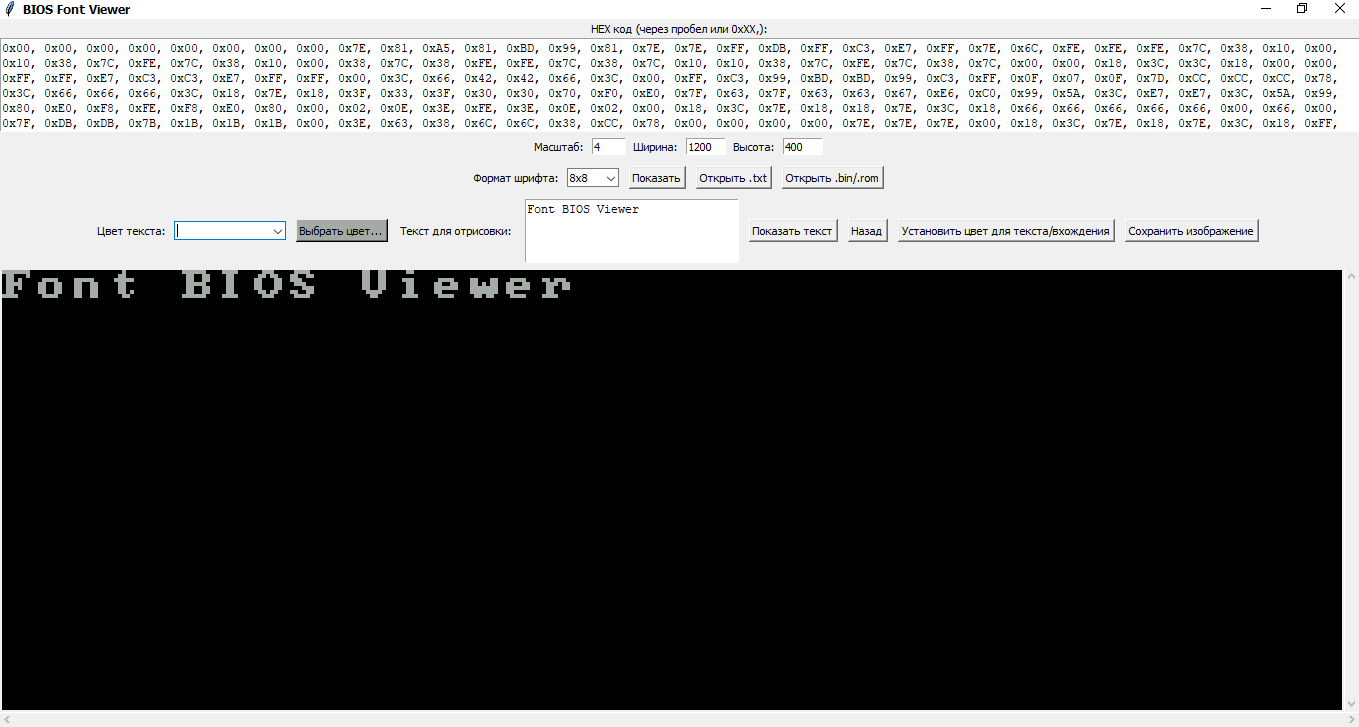 BIOS Font Viewer
HEX код (через пробел или 0xXX,):
0x00, 0x00, 0x00, 0x00, 0x00, 0x00, 0x00, 0x00, 0x7E, 0x81, 0xA5, 0x81, 0xBD, 0x99, 0x81, 0x7E, 0x7E, 0xFF, 0xDB, 0xFF, 0xC3, 0xE7, 0xFF, 0x7E, 0x6C, 0xFE, 0xFE, 0xFE, 0x7C, 0x38, 0x10, 0x00,
0x10, 0x38, 0x7C, 0xFE, 0x7C, 0x38, 0x10, 0x00, 0x38, 0x7C, 0x38, 0xFE, 0xFE, 0x7C, 0x38, 0x7C, 0x10, 0x10, 0x38, 0x7C, 0xFE, 0x7C, 0x38, 0x7C, 0x00, 0x00, 0x18, 0x3C, 0x3C, 0x18, 0x00, 0x00,
0xFF, 0xFF, 0xE7, 0xC3, 0xC3, 0xE7, 0xFF, 0xFF, 0x00, 0x3C, 0x66, 0x42, 0x42, 0x66, 0x3C, 0x00, 0xFF, 0xC3, 0x99, 0xBD, 0xBD, 0x99, 0xC3, 0xFF, 0x0F, 0x07, 0x0F, 0x7D, 0xCC, 0xCC, 0xCC, 0x78,
0x3C, 0x66, 0x66, 0x66, 0x3C, 0x18, 0x7E, 0x18, 0x3F, 0x33, 0x3F, 0x30, 0x30, 0x70, 0xF0, 0xE0, 0x7F, 0x63, 0x7F, 0x63, 0x63, 0x67, 0xE6, 0xC0, 0x99, 0x5A, 0x3C, 0xE7, 0xE7, 0x3C, 0x5A, 0x99,
0x80, 0xE0, 0xF8, 0xFE, 0xF8, 0xE0, 0x80, 0x00, 0x02, 0x0E, 0x3E, 0xFE, 0x3E, 0x0E, 0x02, 0x00, 0x18, 0x3C, 0x7E, 0x18, 0x18, 0x7E, 0x3C, 0x18, 0x66, 0x66, 0x66, 0x66, 0x66, 0x00, 0x66, 0x00,
0x7F, 0xDB, 0xDB, 0x7B, 0x1B, 0x1B, 0x1B, 0x00, 0x3E, 0x63, 0x38, 0x6C, 0x6C, 0x38, 0xCC, 0x78, 0x00, 0x00, 0x00, 0x00, 0x7E, 0x7E, 0x7E, 0x00, 0x18, 0x3C, 0x7E, 0x18, 0x7E, 0x3C, 0x18, 0xFF,
Масштаб: 4 Ширина: 1200 Высота: 400
Формат шрифта: 8x8 Показать Открыть .txt Открыть .bin/.rom
Цвет текста: Выбрать цвет... Текст для отрисовки: Font BIOS Viewer Показать текст Назад Установить цвет для текста/вхождения Сохранить изображение
Font BIOS Viewer